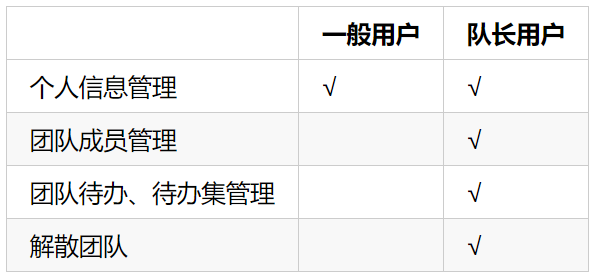 一般用户 队长用户
个人信息管理 √ √
团队成员管理 √
团队待办、待办集管理 √
解散团队 √